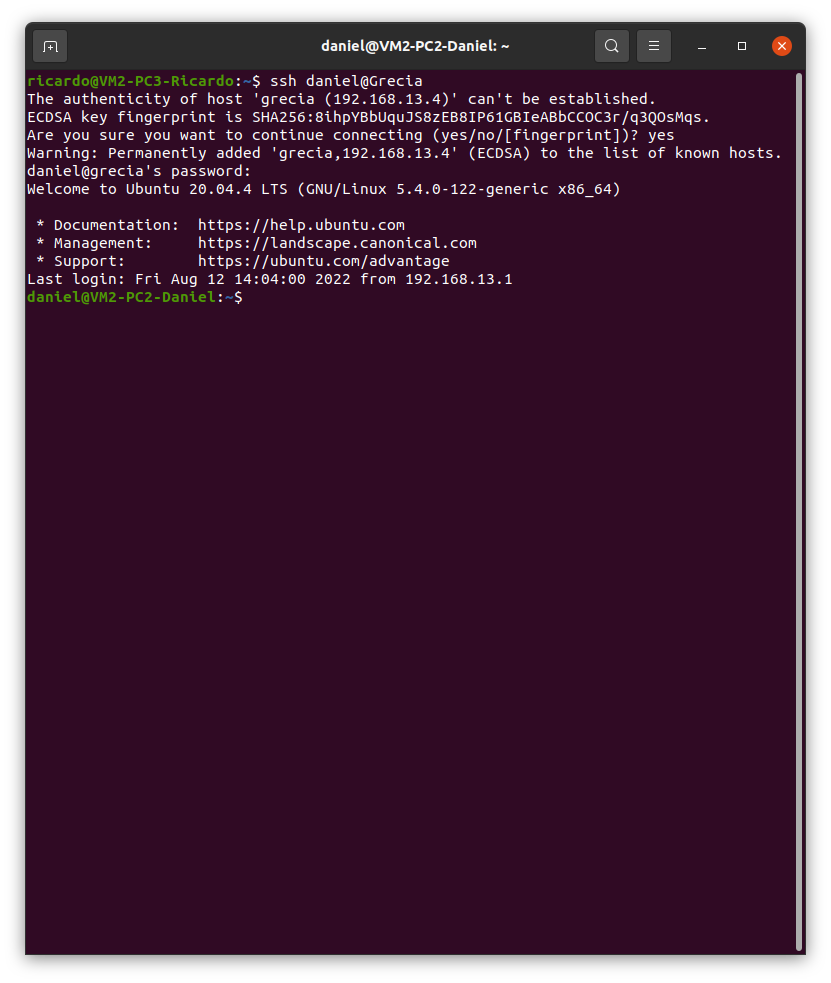 daniel@VM2-PC2-Daniel: ~
ricardo@VM2-PC3-Ricardo:~$ ssh daniel@Grecia
The authenticity of host 'grecia (192.168.13.4)' can't be established.
ECDSA key fingerprint is SHA256:8ihpYBbUquJS8zEB8IP61GBIeABbCCOC3r/q3QOsMqs.
Are you sure you want to continue connecting (yes/no/[fingerprint])? yes
Warning: Permanently added 'grecia,192.168.13.4' (ECDSA) to the list of known hosts.
daniel@grecia's password:
Welcome to Ubuntu 20.04.4 LTS (GNU/Linux 5.4.0-122-generic x86_64)

 * Documentation:  https://help.ubuntu.com
 * Management:     https://landscape.canonical.com
 * Support:        https://ubuntu.com/advantage
Last login: Fri Aug 12 14:04:00 2022 from 192.168.13.1
daniel@VM2-PC2-Daniel:~$